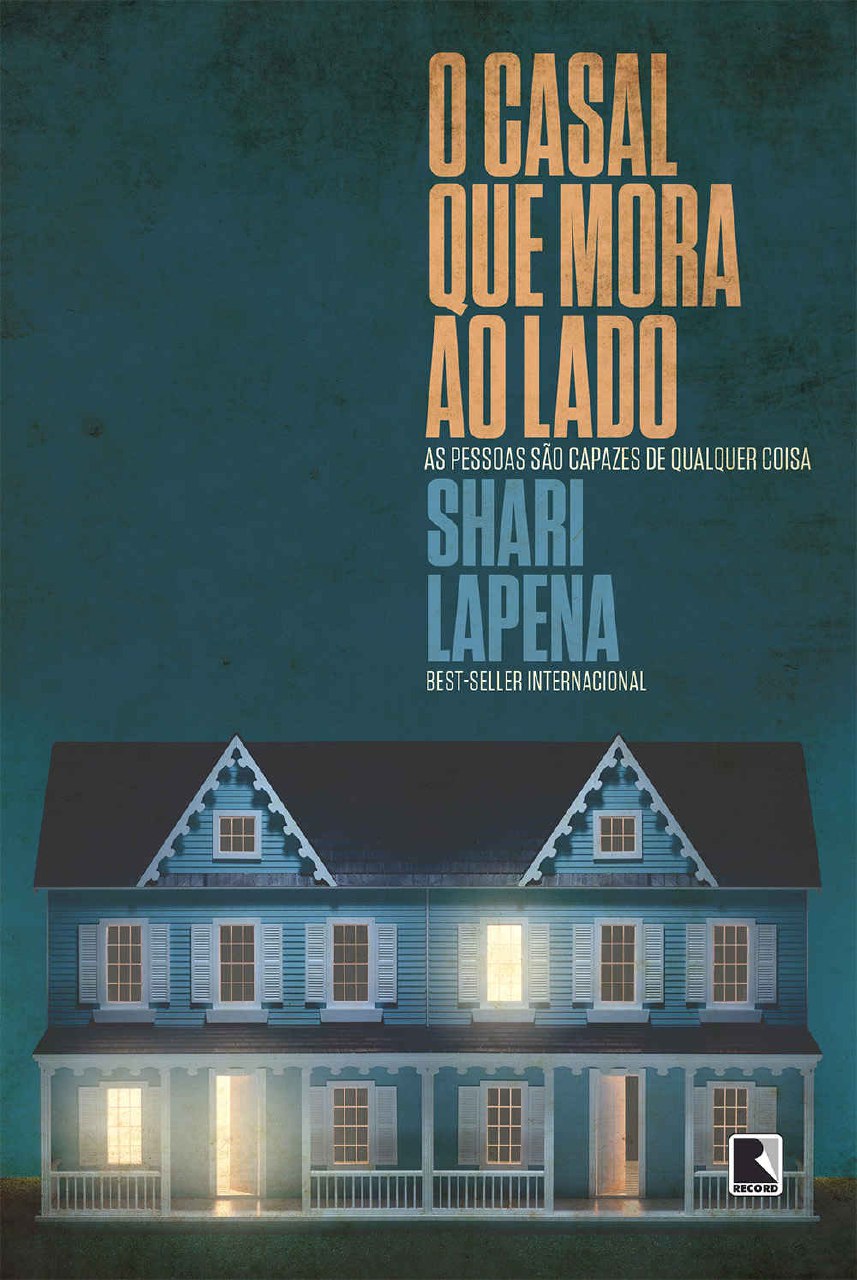 O CASAL
QUE MORA
AO LADO
AS PESSOAS SÃO CAPAZES DE QUALQUER COISA
SHARI
LAPENA
BEST-SELLER INTERNACIONAL
RECORD